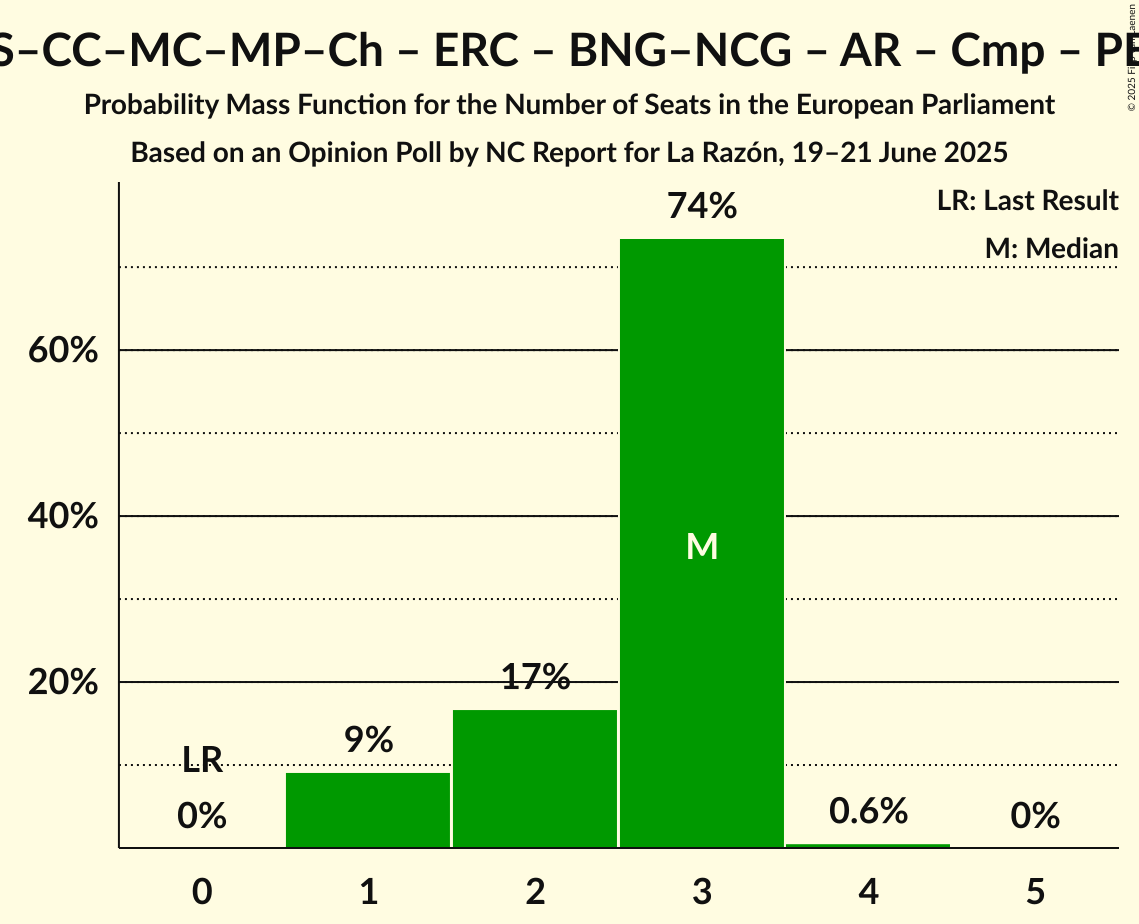 S–CC–MC–MP–Ch – ERC – BNG–NCG – AR – Cmp –
Probability Mass Function for the Number of Seats in the European Parliament
Based on an Opinion Poll by NC Report for La Razón, 19–21 June 2025
LR: Last Result
M: Median
74%
60%
M
40%
20%
17%
9%
LR
0%
0.6%
0%
0 1 2 3 4 5
© 2025